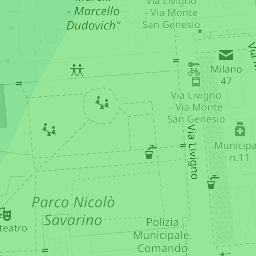 - Marcello
Dudovich"
Via Livigno
- Via Monte
San Genesio
Milano
47
Via Livigno
- Via Monte
San Genesio
Via Livigno
Municipa
n.11
Parco Nicolò
Savarino
teatro
Polizia
Municipale.
Comando